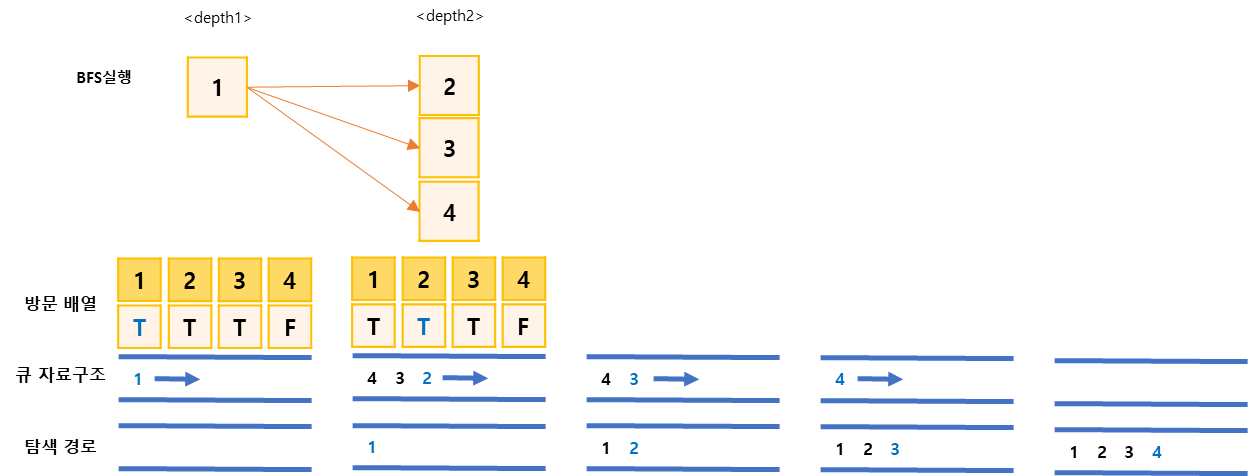 <depth1> <depth2>
BFS실행
1 2
3
4
1 2 3 4 1 2 3 4
방문 배열
T T T F T T T F
큐 자료구조 1 4 3 2 4 3 4
탐색 경로 1 1 2 1 2 3 1 2 3 4